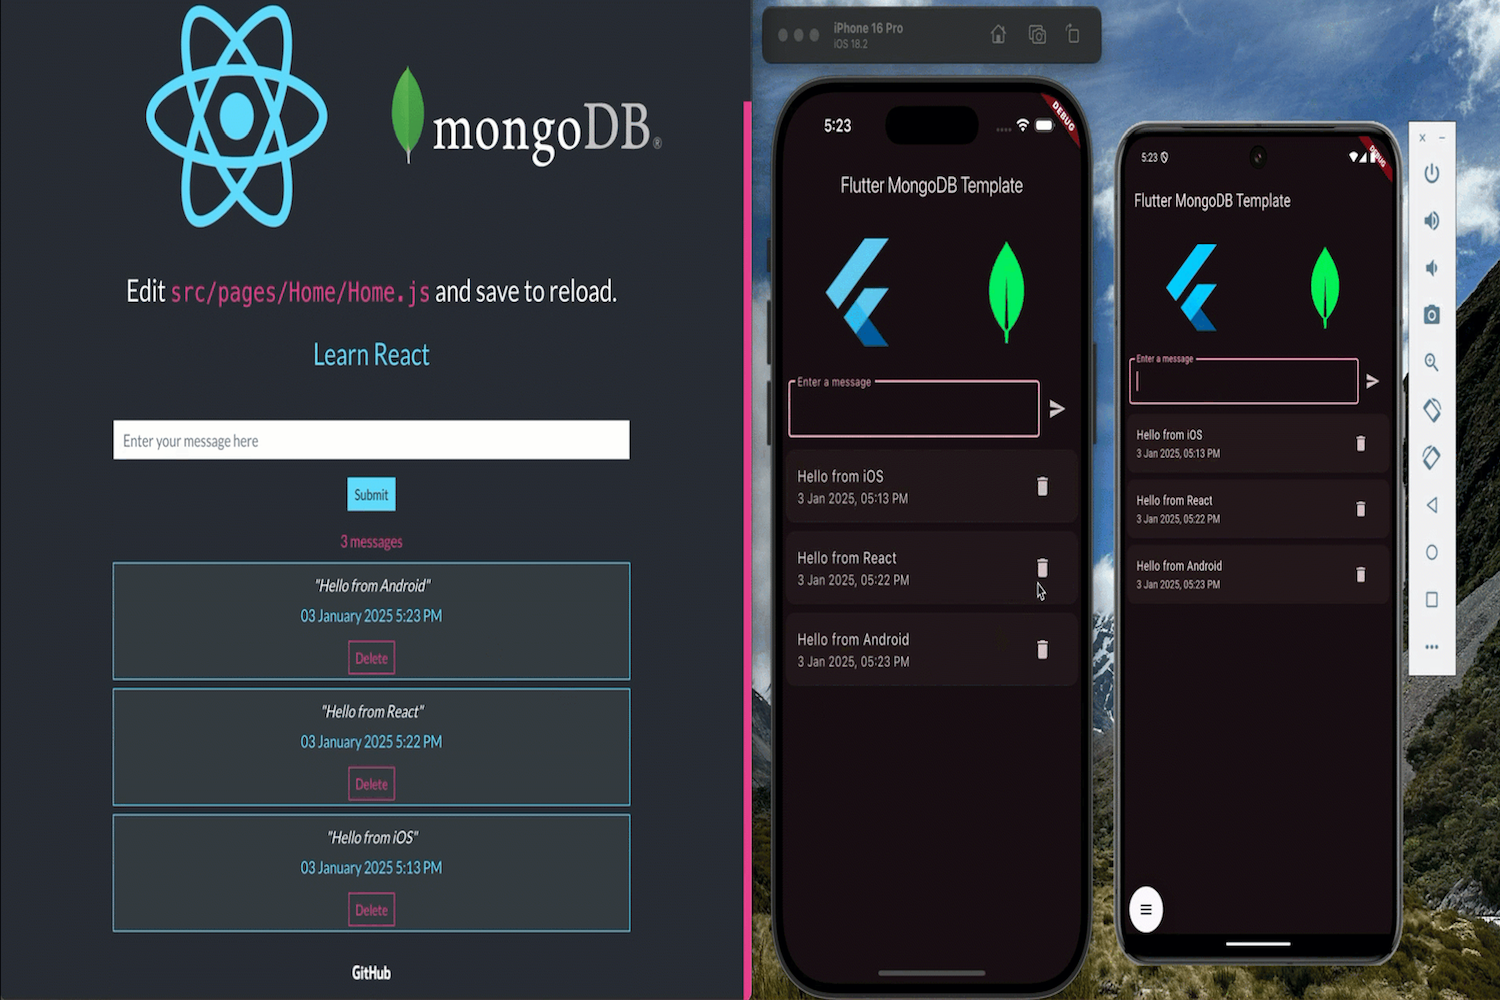 mongoDB®
Edit src/pages/Home/Home.js and save to reload.
Learn React
Enter your message here
Submit
3 messages
"Hello from Android"
03 January 2025 5:23 PM
Delete
"Hello from React"
03 January 2025 5:22 PM
Delete
"Hello from iOS"
03 January 2025 5:13 PM
Delete
GitHub
iPhone 16 Pro
iOS 18.2
5:23
DEBUG
Flutter MongoDB Template
Enter a message
Hello from iOS
3 Jan 2025, 05:13 PM
Hello from React
3 Jan 2025, 05:22 PM
Hello from Android
3 Jan 2025, 05:23 PM
5:23
DEBUG
Flutter MongoDB Template
Enter a message
Hello from iOS
3 Jan 2025, 05:13 PM
Hello from React
3 Jan 2025, 05:22 PM
Hello from Android
3 Jan 2025, 05:23 PM